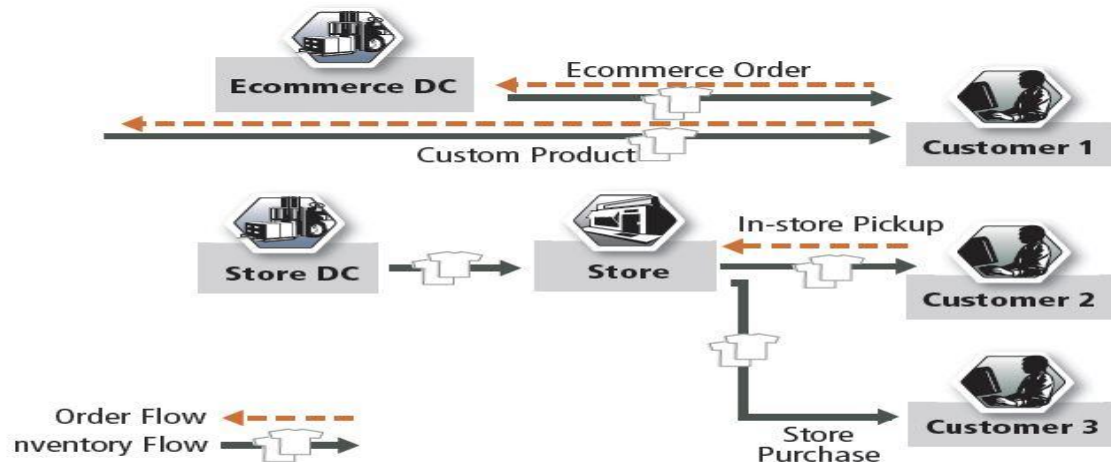 Ecommerce Order
Ecommerce DC
Custom Product
Customer 1
In-store Pickup
Store DC
Store
Customer 2
Order Flow
nventory Flow
Store
Purchase
Customer 3